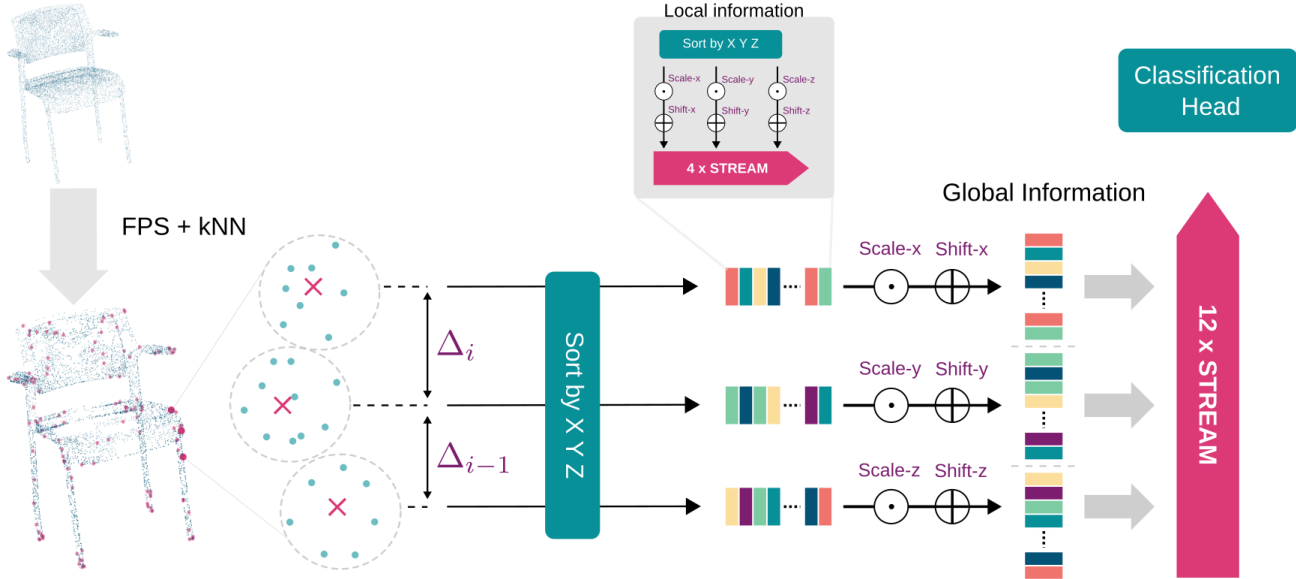 Local information
Sort by X Y Z
Scale-x
Scale-y
Scale-z
Shift-x
Shift-y
Shift-z
4 x STREAM
Classification
Head
FPS + kNN
Global Information
Δi
Δi−1
Sort by X Y Z
Scale-x
Shift-x
Scale-y
Shift-y
Scale-z
Shift-z
12 x STREAM